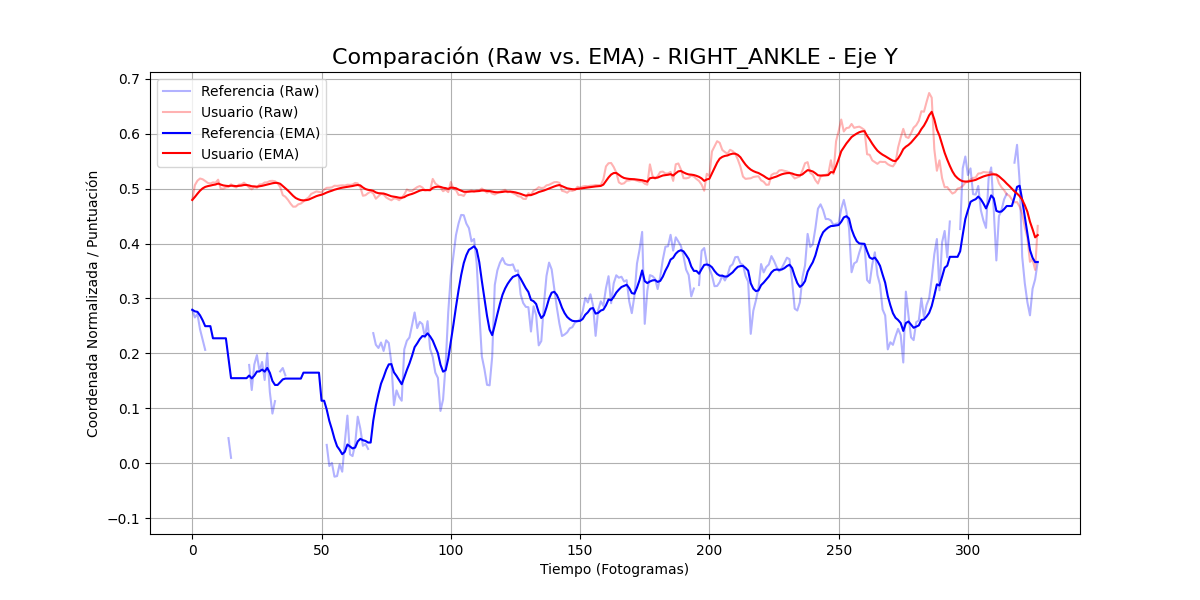 Comparación (Raw vs. EMA) - RIGHT_ANKLE - Eje Y
Referencia (Raw)
Usuario (Raw)
Referencia (EMA)
Usuario (EMA)
Coordenada Normalizada / Puntuación
0.7
0.6
0.5
0.4
0.3
0.2
0.1
0.0
−0.1
0
50
100
150
200
250
300
Tiempo (Fotogramas)